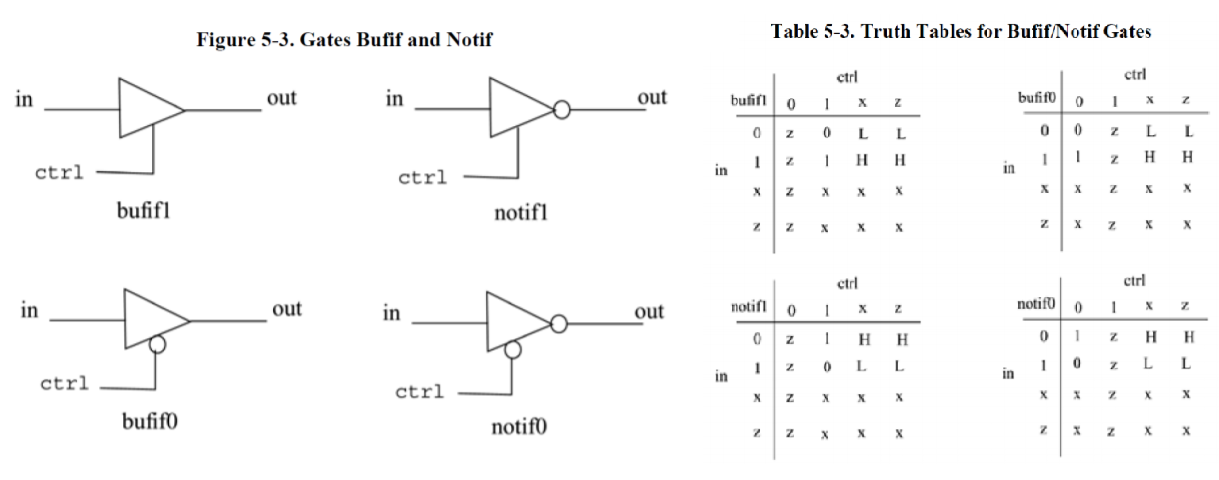 Figure 5-3. Gates Bufif and Notif
in out
ctrl
bufif1
in out
ctrl
notif1
in out
ctrl
bufif0
in out
ctrl
notif0
Table 5-3. Truth Tables for Bufif/Notif Gates
ctrl
bufif1 0 1 x z
0 z 0 L L
in
1 z 1 H H
x z x x x
z z x x x
ctrl
bufif0 0 1 x z
0 0 z L L
in
1 1 z H H
x x z x x
z x z x x
ctrl
notif1 0 1 x z
0 z 1 H H
in
1 z 0 L L
x z x x x
z z x x x
ctrl
notif0 0 1 x z
0 1 z H H
in
1 0 z L L
x x z x x
z x z x x